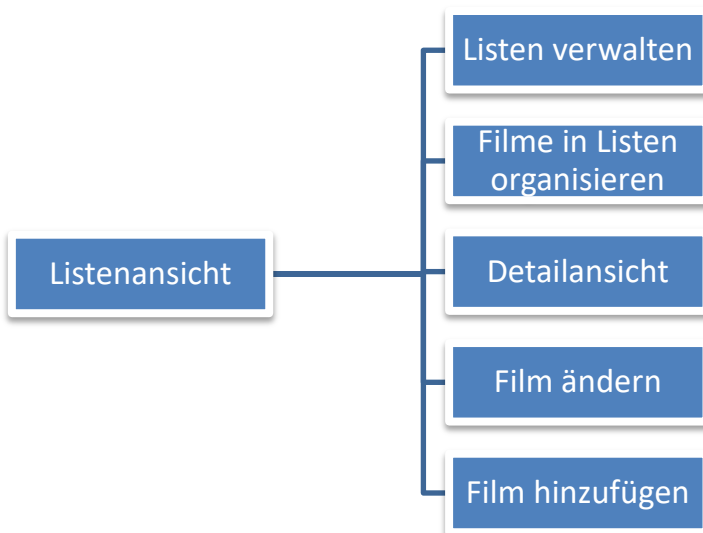 Listen verwalten
Filme in Listen
organisieren
Listenansicht
Detailansicht
Film ändern
Film hinzufügen